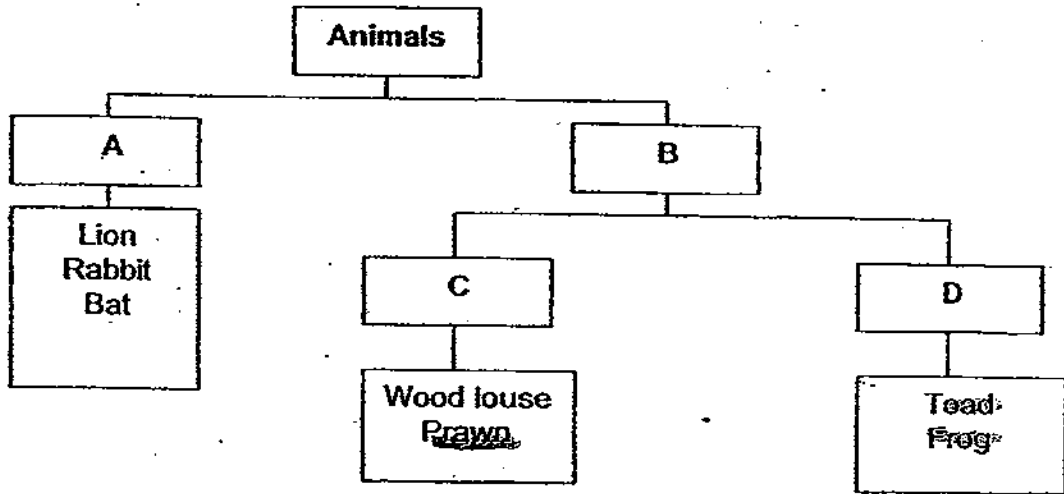 Animals
A
B
Lion
Rabbit
Bat
C
D
Wood louse
Prawn
Toad
Frog